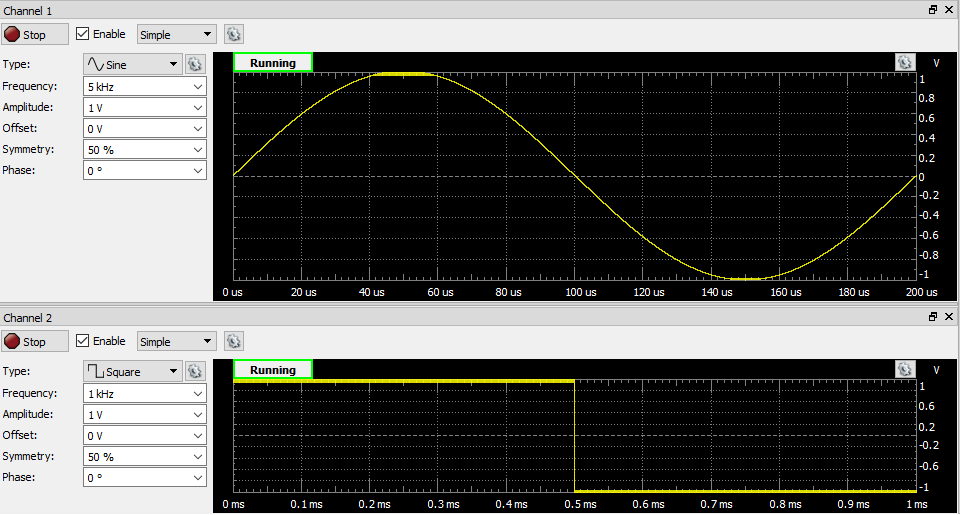 Channel 1
Stop Enable Simple
Type: Sine
Frequency: 5 kHz
Amplitude: 1 V
Offset: 0 V
Symmetry: 50 %
Phase: 0 °
Running V
1
0.8
0.6
0.4
0.2
0
-0.2
-0.4
-0.6
-0.8
-1
0 us 20 us 40 us 60 us 80 us 100 us 120 us 140 us 160 us 180 us 200 us
Channel 2
Stop Enable Simple
Type: Square
Frequency: 1 kHz
Amplitude: 1 V
Offset: 0 V
Symmetry: 50 %
Phase: 0 °
Running V
1
0.6
0.2
-0.2
-0.6
-1
0 ms 0.1 ms 0.2 ms 0.3 ms 0.4 ms 0.5 ms 0.6 ms 0.7 ms 0.8 ms 0.9 ms 1 ms